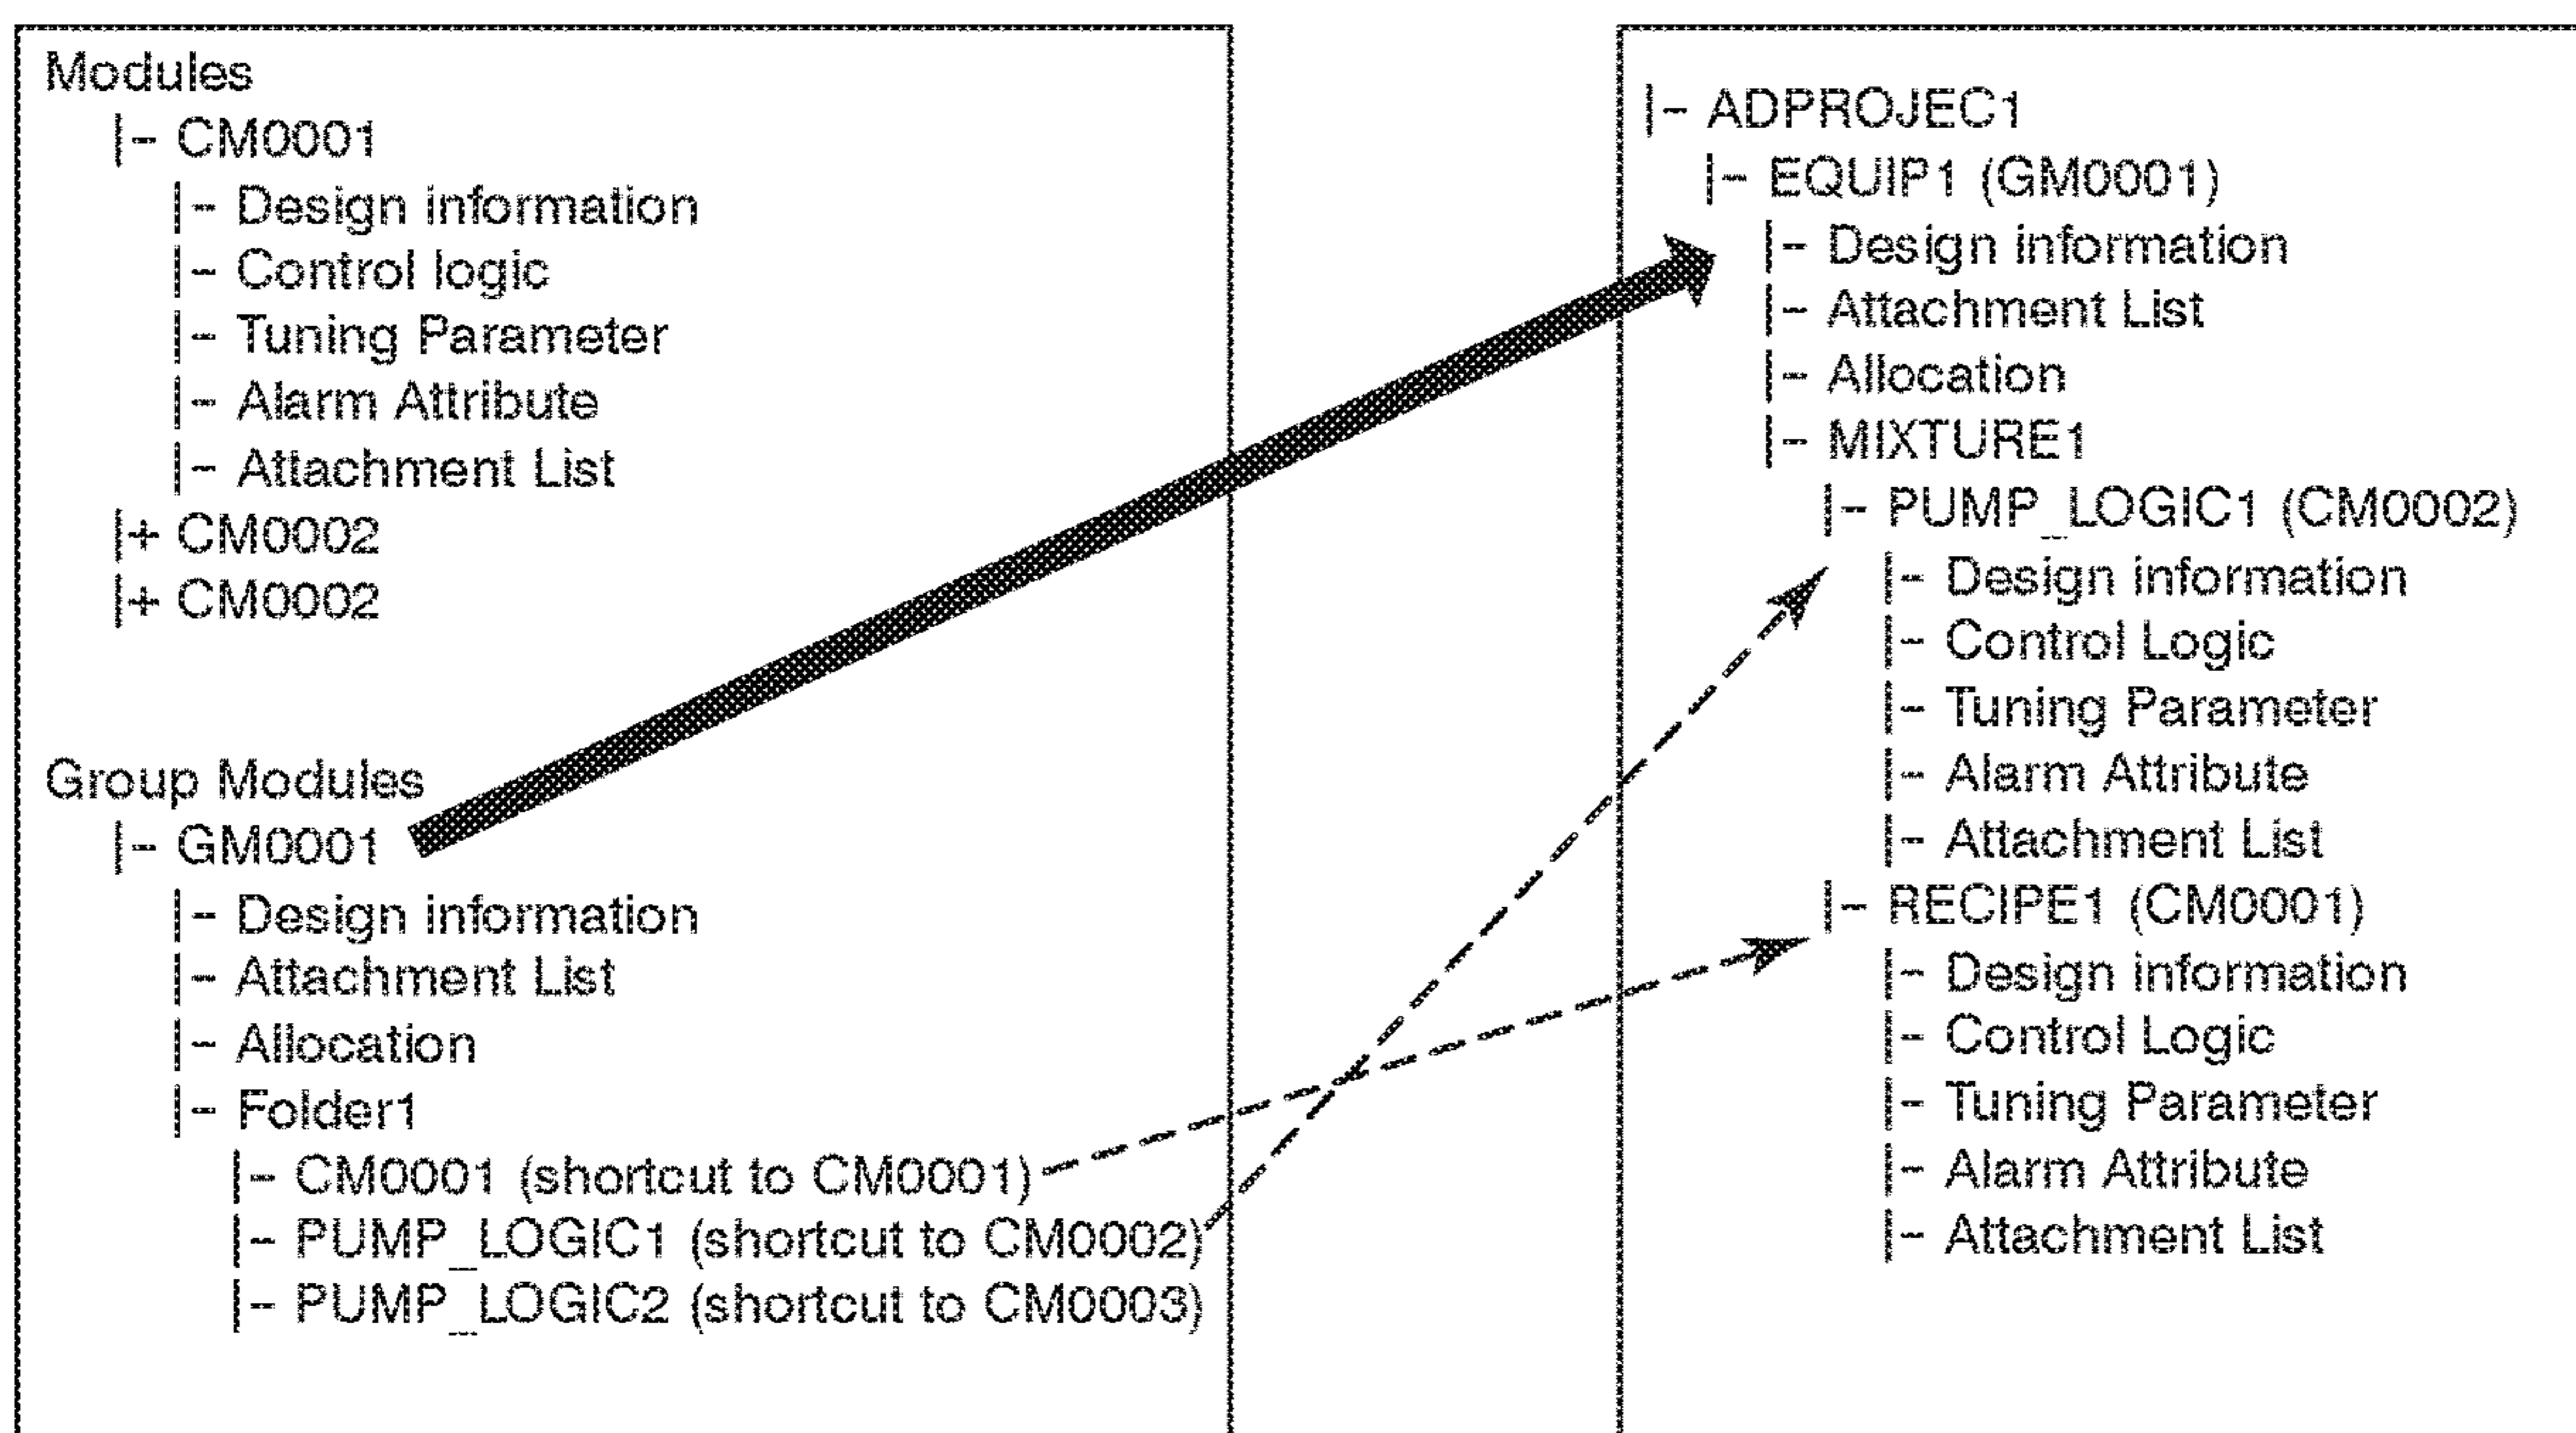 Modules
|- CM0001
|- Design information
|- Control logic
|- Tuning Parameter
|- Alarm Attribute
|- Attachment List
|+ CM0002
|+ CM0002
Group Modules
|- GM0001
|- Design information
|- Attachment List
|- Allocation
|- Folder1
|- CM0001 (shortcut to CM0001)
|- PUMP_LOGIC1 (shortcut to CM0002)
|- PUMP_LOGIC2 (shortcut to CM0003)
|- ADPROJEC1
|- EQUIP1 (GM0001)
|- Design information
|- Attachment List
|- Allocation
|- MIXTURE1
|- PUMP_LOGIC1 (CM0002)
|- Design information
|- Control Logic
|- Tuning Parameter
|- Alarm Attribute
|- Attachment List
|- RECIPE1 (CM0001)
|- Design information
|- Control Logic
|- Tuning Parameter
|- Alarm Attribute
|- Attachment List